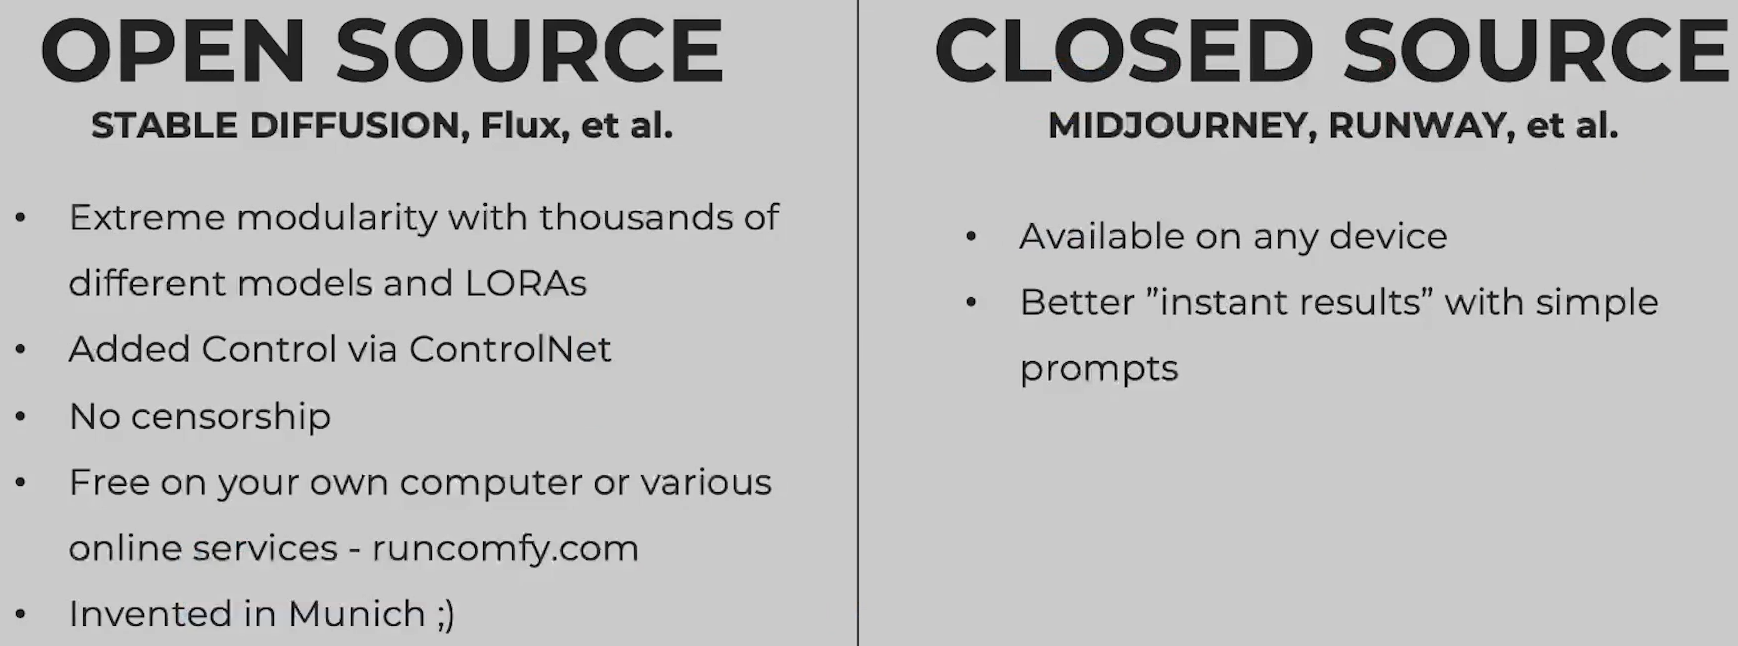 OPEN SOURCE
STABLE DIFFUSION, Flux, et al.
• Extreme modularity with thousands of
different models and LORAs
• Added Control via ControlNet
• No censorship
• Free on your own computer or various
online services - runcomfy.com
• Invented in Munich ;)
CLOSED SOURCE
MIDJOURNEY, RUNWAY, et al.
• Available on any device
• Better ”instant results” with simple
prompts